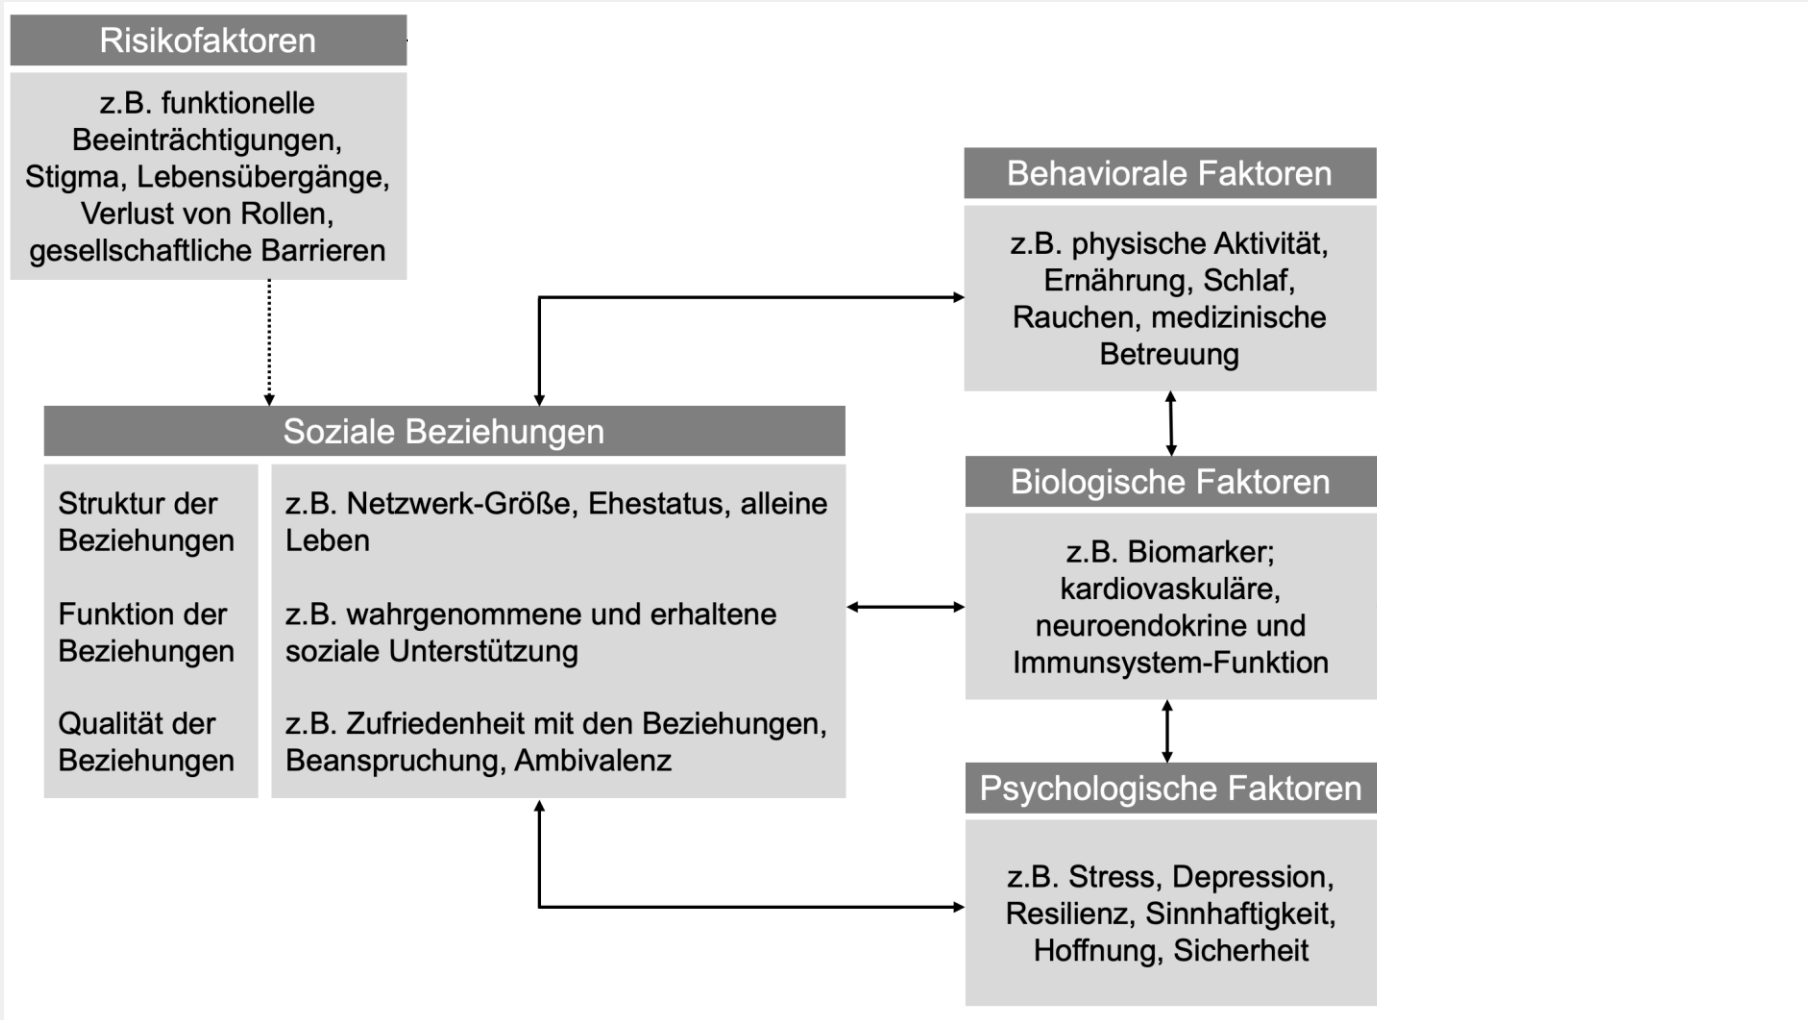 Risikofaktoren
z.B. funktionelle
Beeinträchtigungen,
Stigma, Lebensübergänge,
Verlust von Rollen,
gesellschaftliche Barrieren
Behaviorale Faktoren
z.B. physische Aktivität,
Ernährung, Schlaf,
Rauchen, medizinische
Betreuung
Soziale Beziehungen
Struktur der
Beziehungen
z.B. Netzwerk-Größe, Ehestatus, alleine
Leben
Funktion der
Beziehungen
z.B. wahrgenommene und erhaltene
soziale Unterstützung
Qualität der
Beziehungen
z.B. Zufriedenheit mit den Beziehungen,
Beanspruchung, Ambivalenz
Biologische Faktoren
z.B. Biomarker;
kardiovaskuläre,
neuroendokrine und
Immunsystem-Funktion
Psychologische Faktoren
z.B. Stress, Depression,
Resilienz, Sinnhaftigkeit,
Hoffnung, Sicherheit